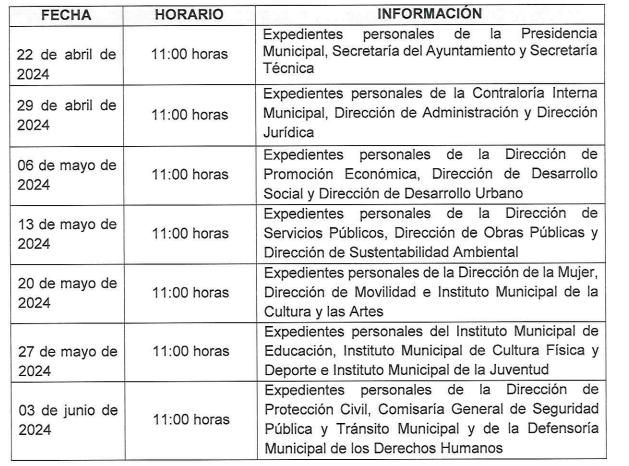 FECHA HORARIO INFORMACIÓN
22 de abril de 2024 11:00 horas Expedientes personales de la Presidencia
Municipal, Secretaría del Ayuntamiento y Secretaría
Técnica
29 de abril de 2024 11:00 horas Expedientes personales de la Contraloría Interna
Municipal, Dirección de Administración y Dirección
Jurídica
06 de mayo de 2024 11:00 horas Expedientes personales de la Dirección de
Promoción Económica, Dirección de Desarrollo
Social y Dirección de Desarrollo Urbano
13 de mayo de 2024 11:00 horas Expedientes personales de la Dirección de
Servicios Públicos, Dirección de Obras Públicas y
Dirección de Sustentabilidad Ambiental
20 de mayo de 2024 11:00 horas Expedientes personales de la Dirección de la Mujer,
Dirección de Movilidad e Instituto Municipal de la
Cultura y las Artes
27 de mayo de 2024 11:00 horas Expedientes personales del Instituto Municipal de
Educación, Instituto Municipal de Cultura Física y
Deporte e Instituto Municipal de la Juventud
03 de junio de 2024 11:00 horas Expedientes personales de la Dirección de
Protección Civil, Comisaría General de Seguridad
Pública y Tránsito Municipal y de la Defensoría
Municipal de los Derechos Humanos